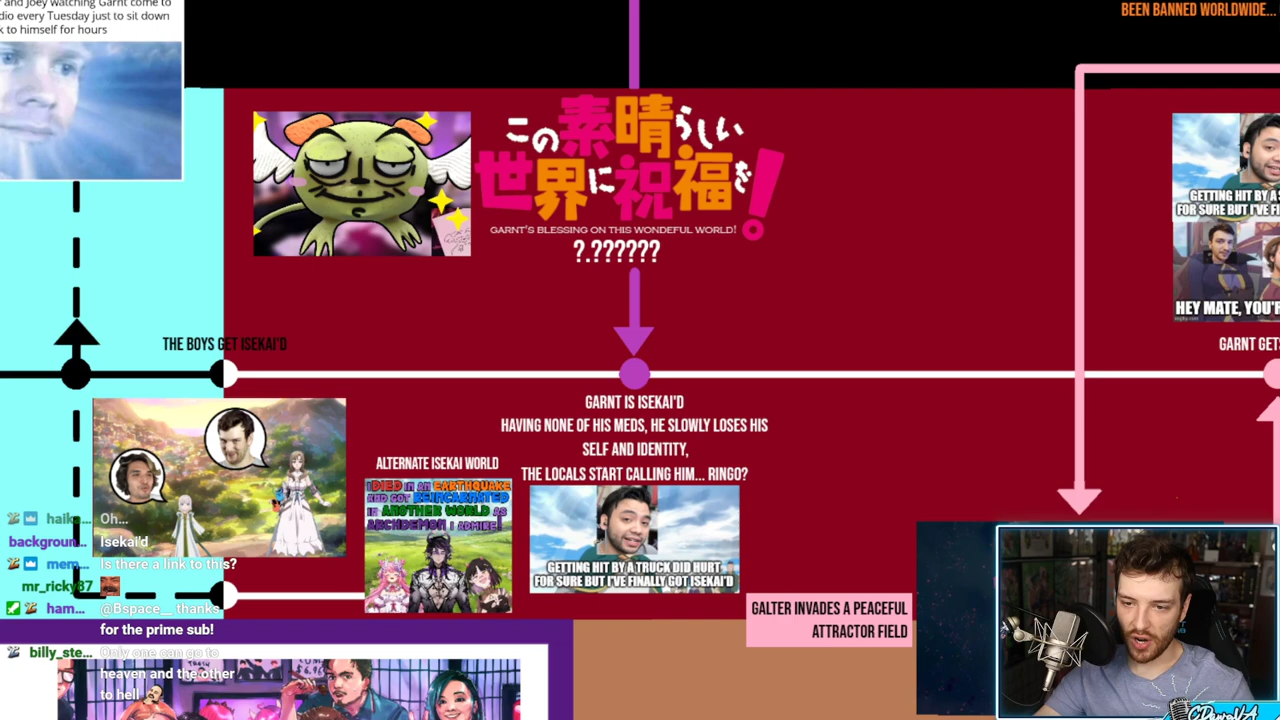 and Joey watching Garnt come to
every Tuesday just to sit down
to himself for hours
BEEN BANNED WORLDWIDE...
この素晴らしい
世界に祝福を!
GARNT'S BLESSING ON THIS WONDEFUL WORLD!
?.??????
GETTING HIT BY A
FOR SURE BUT I'VE
HEY MATE,
THE BOYS GET ISEKAI'D
GARNT
GARNT IS ISEKAI'D
HAVING NONE OF HIS MEDS, HE SLOWLY LOSES HIS
SELF AND IDENTITY,
THE LOCALS START CALLING HIM... RINGO?
ALTERNATE ISEKAI WORLD
I DIED IN AN EARTHQUAKE
AND GOT REINCARNATED
IN ANOTHER WORLD AS
ARCHDEMON I ADMIRE!
GETTING HIT BY A TRUCK DID HURT
FOR SURE BUT I'VE FINALLY GOT ISEKAI'D
haika... Oh...
backgroun... Isekai'd
mem... Is there a link to this?
mr_ricky87
ham... @Bspace__ thanks
for the prime sub!
billy_ste... Only one can go to
heaven and the other
to hell
GALTER INVADES A PEACEFUL
ATTRACTOR FIELD